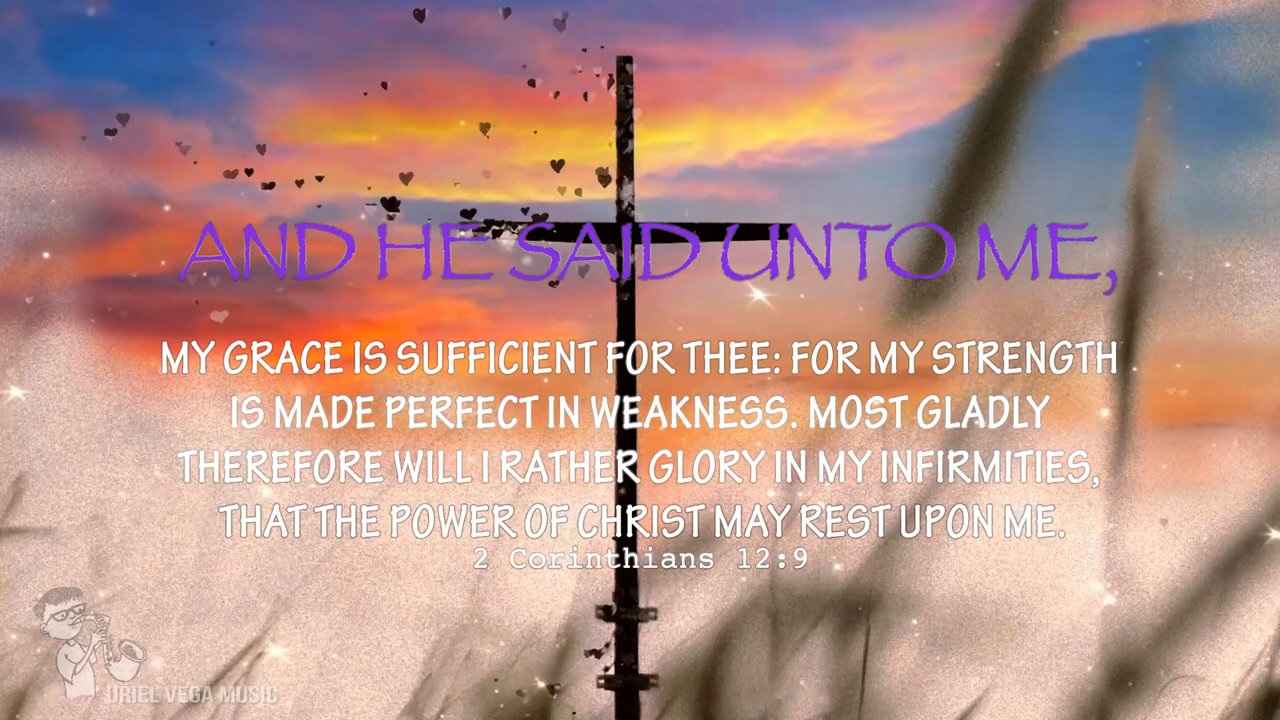 AND HE SAID UNTO ME,
MY GRACE IS SUFFICIENT FOR THEE: FOR MY STRENGTH
IS MADE PERFECT IN WEAKNESS. MOST GLADLY
THEREFORE WILL I RATHER GLORY IN MY INFIRMITIES,
THAT THE POWER OF CHRIST MAY REST UPON ME.
2 Corinthians 12:9
URIEL VEGA MUSIC